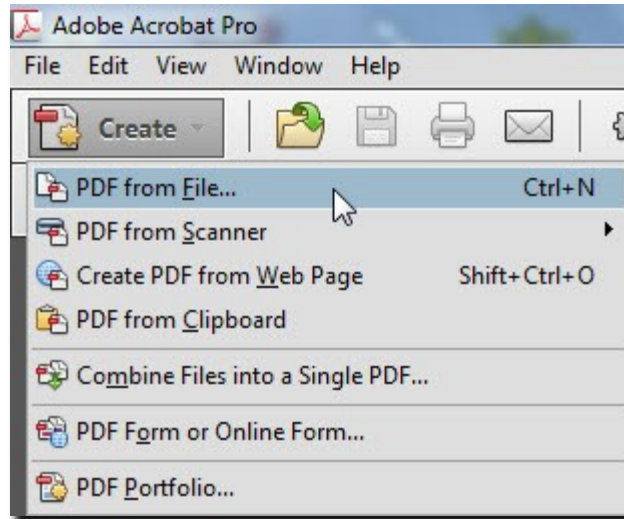 Adobe Acrobat Pro
File Edit View Window Help
Create
PDF from File... Ctrl+N
PDF from Scanner
Create PDF from Web Page Shift+Ctrl+O
PDF from Clipboard
Combine Files into a Single PDF...
PDF Form or Online Form...
PDF Portfolio...